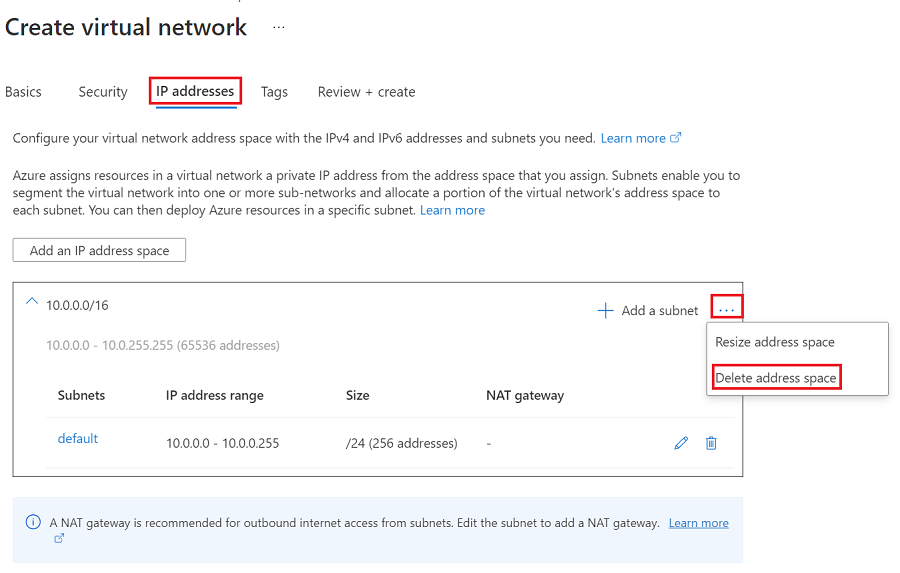 Create virtual network ...
Basics Security IP addresses Tags Review + create
Configure your virtual network address space with the IPv4 and IPv6 addresses and subnets you need. Learn more
Azure assigns resources in a virtual network a private IP address from the address space that you assign. Subnets enable you to
segment the virtual network into one or more sub-networks and allocate a portion of the virtual network's address space to
each subnet. You can then deploy Azure resources in a specific subnet. Learn more
Add an IP address space
10.0.0.0/16
+ Add a subnet ...
10.0.0.0 - 10.0.255.255 (65536 addresses)
Resize address space
Delete address space
Subnets IP address range Size NAT gateway
default 10.0.0.0 - 10.0.0.255 /24 (256 addresses) -
A NAT gateway is recommended for outbound internet access from subnets. Edit the subnet to add a NAT gateway. Learn more